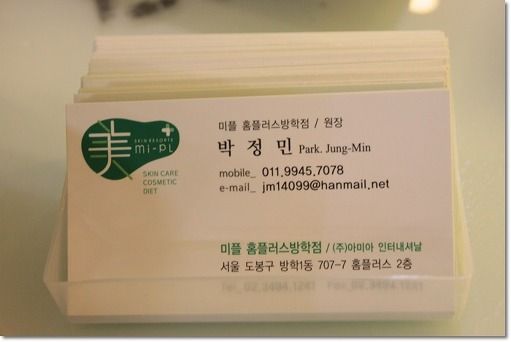 美
SKIN RESORTS
mi-PL
SKIN CARE
COSMETIC
DIET
미플 홈플러스방학점 / 원장
박 정 민 Park. Jung-Min
mobile_ 011.9945.7078
e-mail_ jm14099@hanmail.net
미플 홈플러스방학점 / (주)아미아 인터내셔날
서울 도봉구 방학1동 707-7 홈플러스 2층